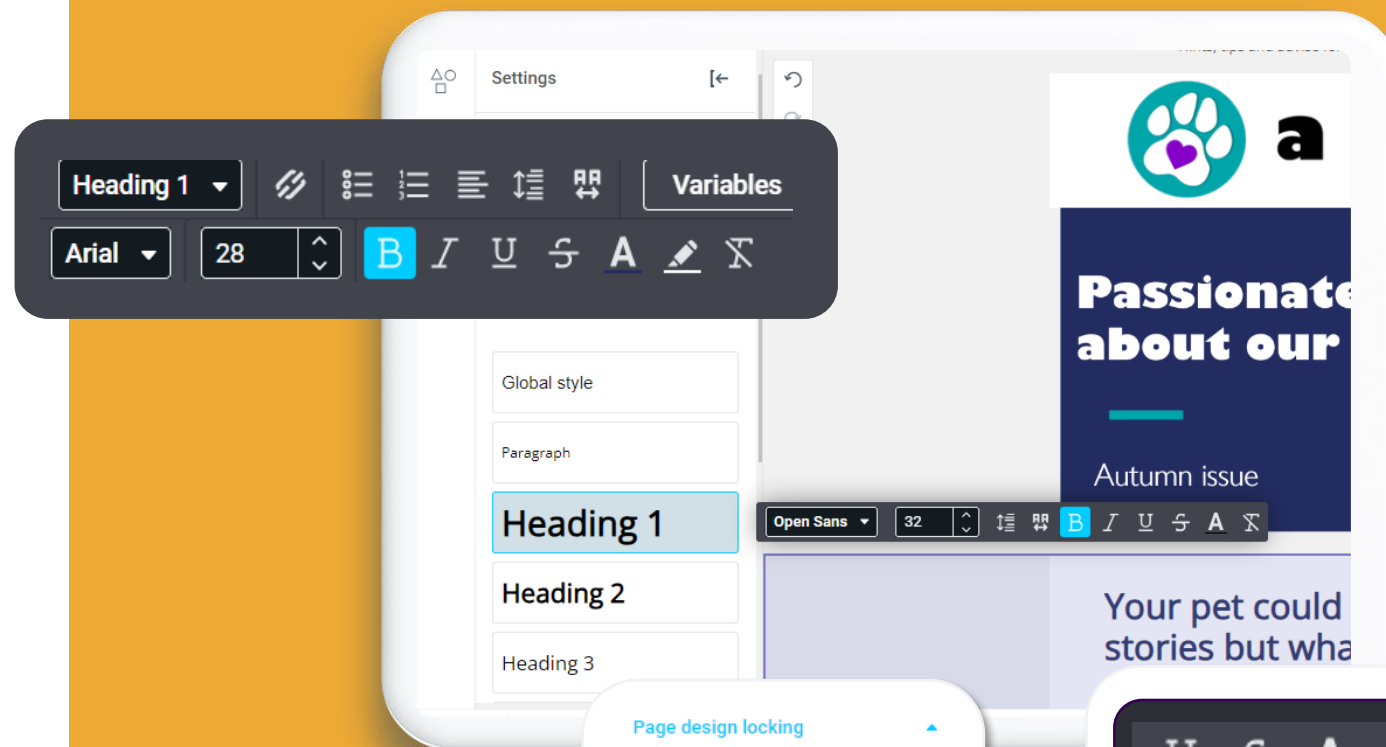 Settings
a
Heading 1
Variables
Arial
28
B I U S A
Passionate
about our
Global style
Paragraph
Autumn issue
Heading 1
Open Sans
32
B I U S A
Heading 2
Your pet could
stories but wha
Heading 3
Page design locking